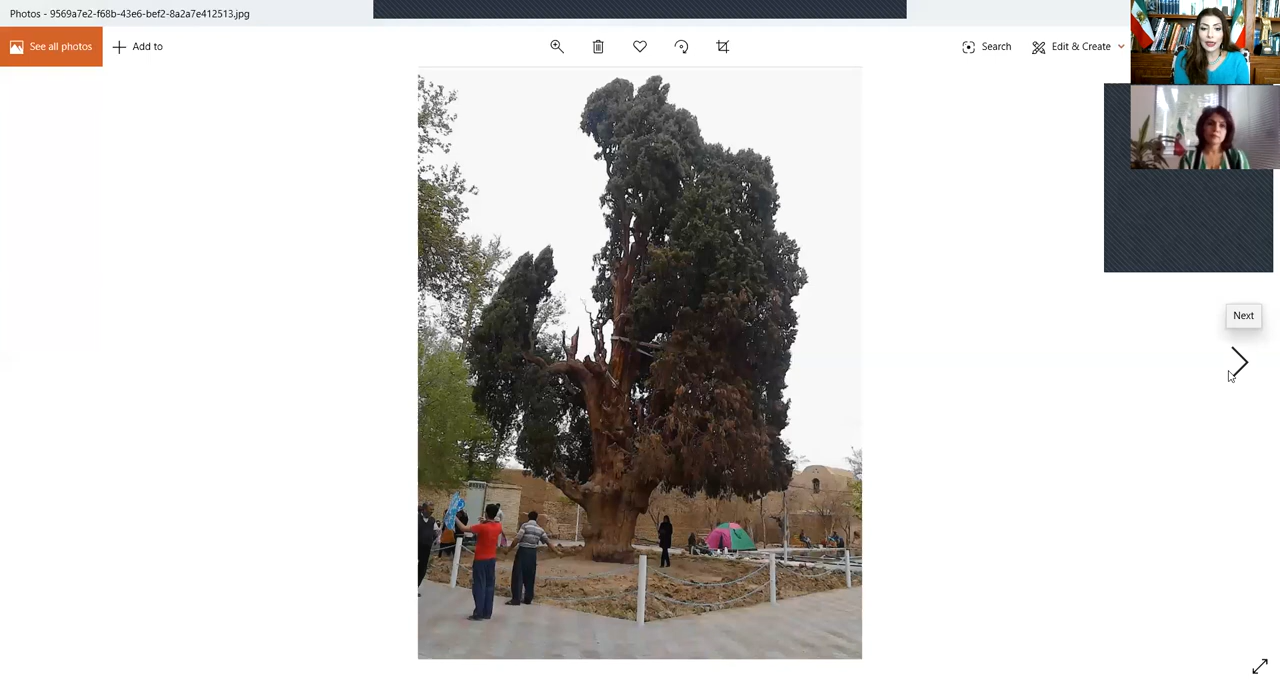 Photos - 9569a7e2-f68b-43e6-bef2-8a2a7e412513.jpg
See all photos
Add to
Search
Edit & Create
Next